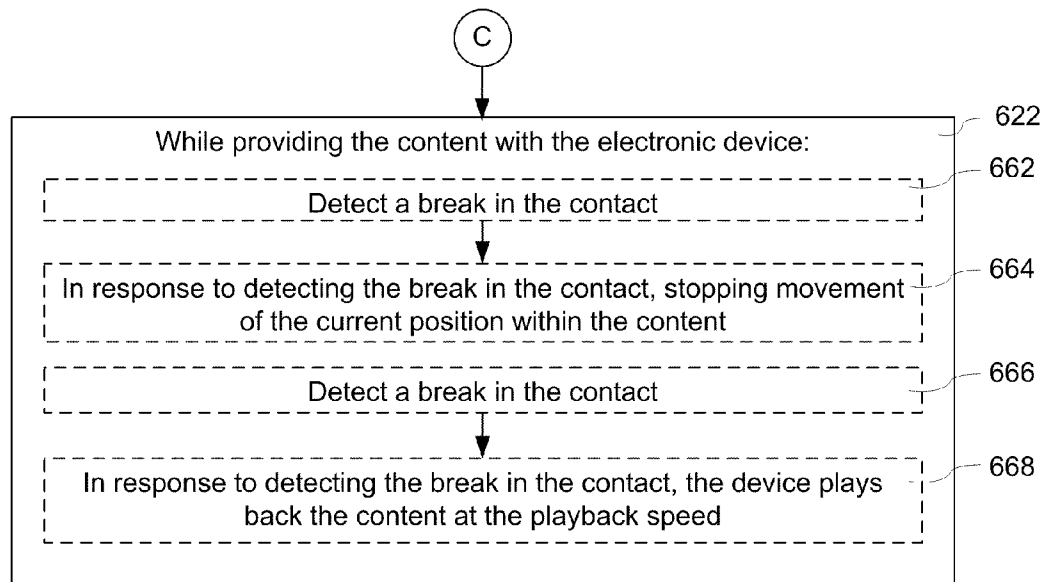 C
622
While providing the content with the electronic device:
662
Detect a break in the contact
664
In response to detecting the break in the contact, stopping movement
of the current position within the content
666
Detect a break in the contact
668
In response to detecting the break in the contact, the device plays
back the content at the playback speed